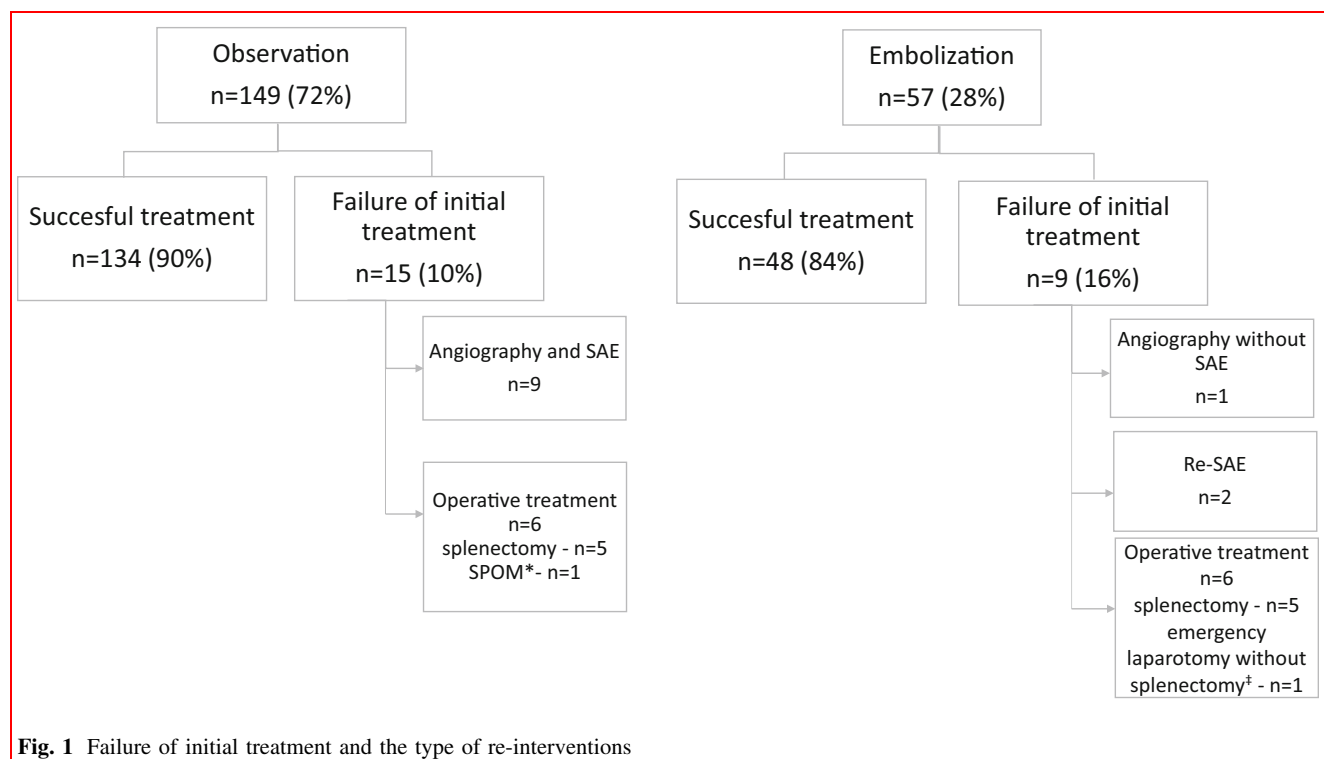 Observation
n=149 (72%)
Succesful treatment
n=134 (90%)
Failure of initial
treatment
n=15 (10%)
Angiography and SAE
n=9
Operative treatment
n=6
splenectomy - n=5
SPOM*- n=1
Embolization
n=57 (28%)
Succesful treatment
n=48 (84%)
Failure of initial
treatment
n=9 (16%)
Angiography without
SAE
n=1
Re-SAE
n=2
Operative treatment
n=6
splenectomy - n=5
emergency
laparotomy without
splenectomy‡ - n=1
Fig. 1 Failure of initial treatment and the type of re-interventions